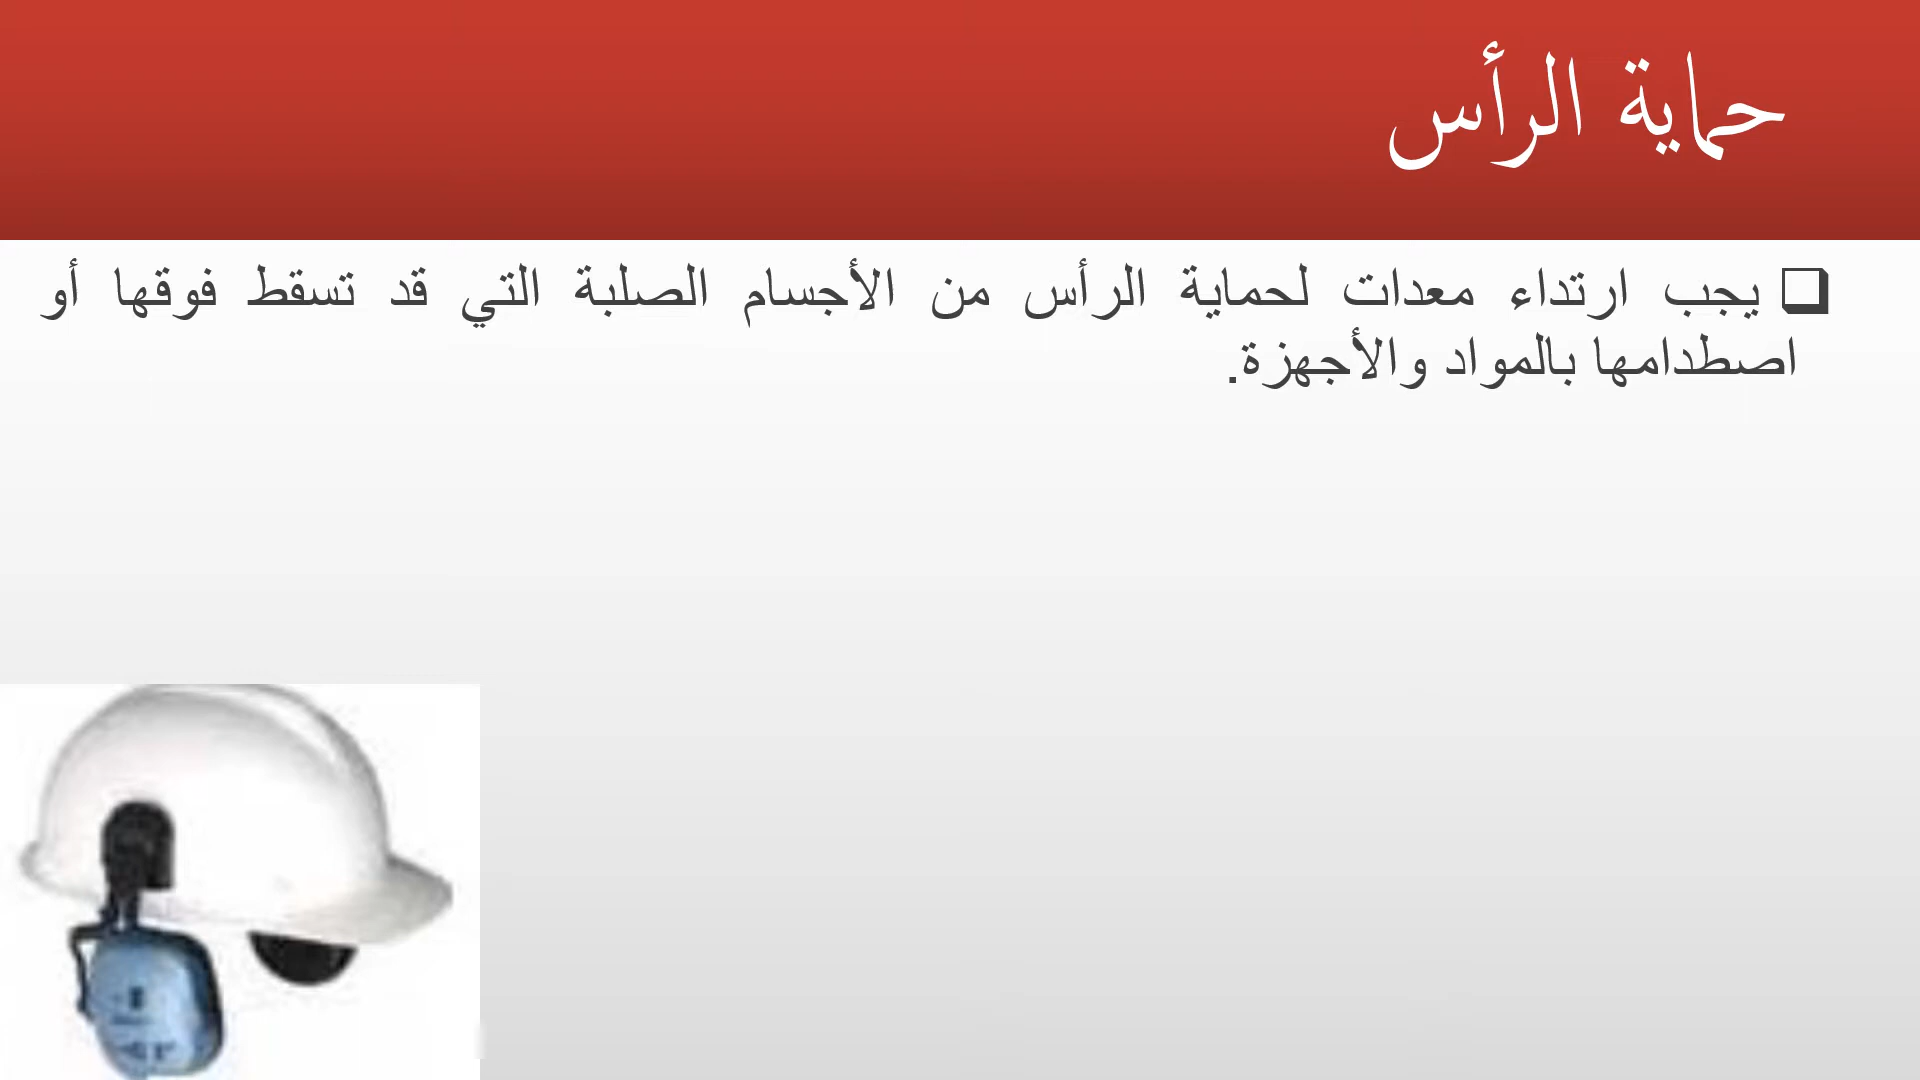 حماية الرأس
يجب ارتداء معدات لحماية الرأس من الأجسام الصلبة التي قد تسقط فوقها أو
اصطدامها بالمواد والأجهزة.